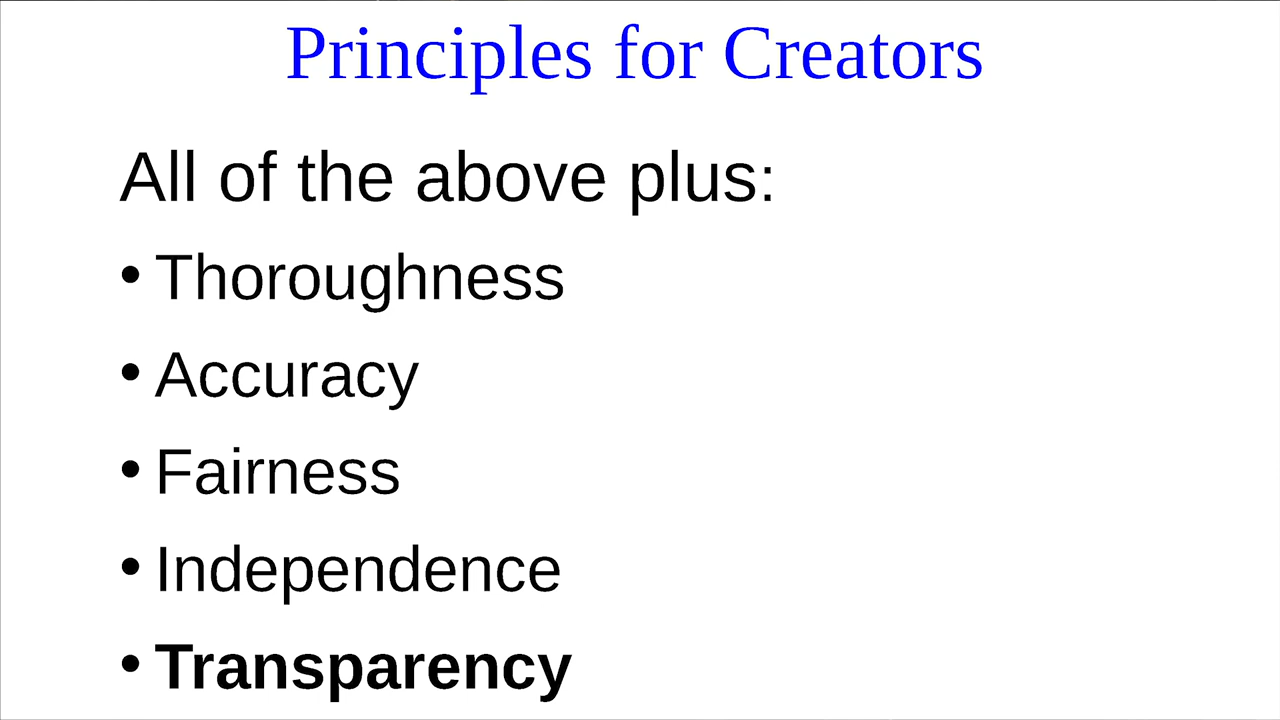 Principles for Creators
All of the above plus:
• Thoroughness
• Accuracy
• Fairness
• Independence
• Transparency